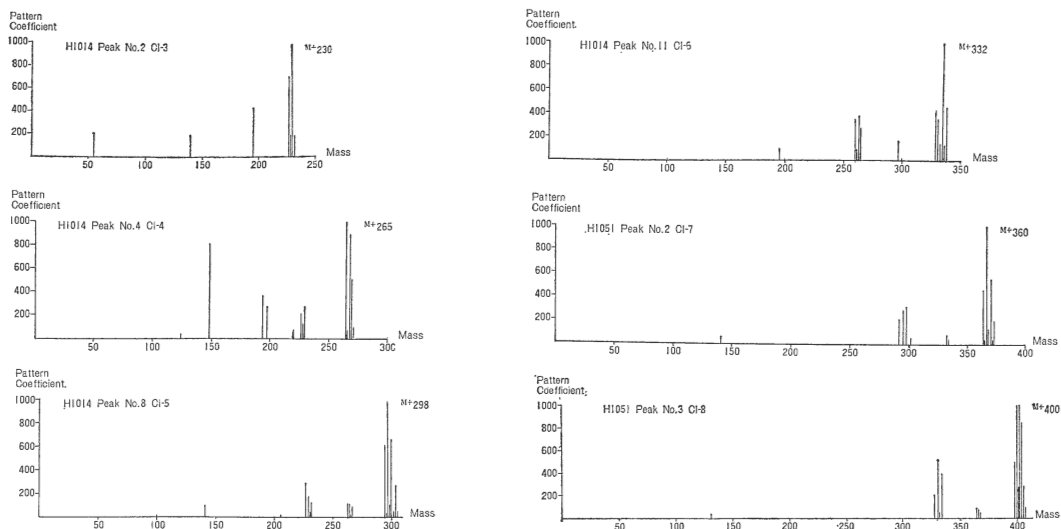 Pattern
Coefficient
H1014 Peak No.2 Cl-3
M+230
1000
800
600
400
200
50
100
150
200
250
Mass
Pattern
Coefficient
H1014 Peak No.4 Cl-4
M+265
1000
800
600
400
200
50
100
150
200
250
300
Mass
Pattern
Coefficient.
H1014 Peak No.8 Cl-5
M+298
1000
800
600
400
200
50
100
150
200
250
300
Mass
Pattern
Coefficient.
H1014 Peak No.11 Cl-6
M+332
1000
800
600
400
200
50
100
150
200
250
300
350
Mass
Pattern
Coefficient
H1051 Peak No.2 Cl-7
M+360
1000
800
600
400
200
50
100
150
200
250
300
350
400
Mass
Pattern
Coefficient.
H1051 Peak No.3 Cl-8
M+400
1000
800
600
400
200
50
100
150
200
250
300
350
400
Mass